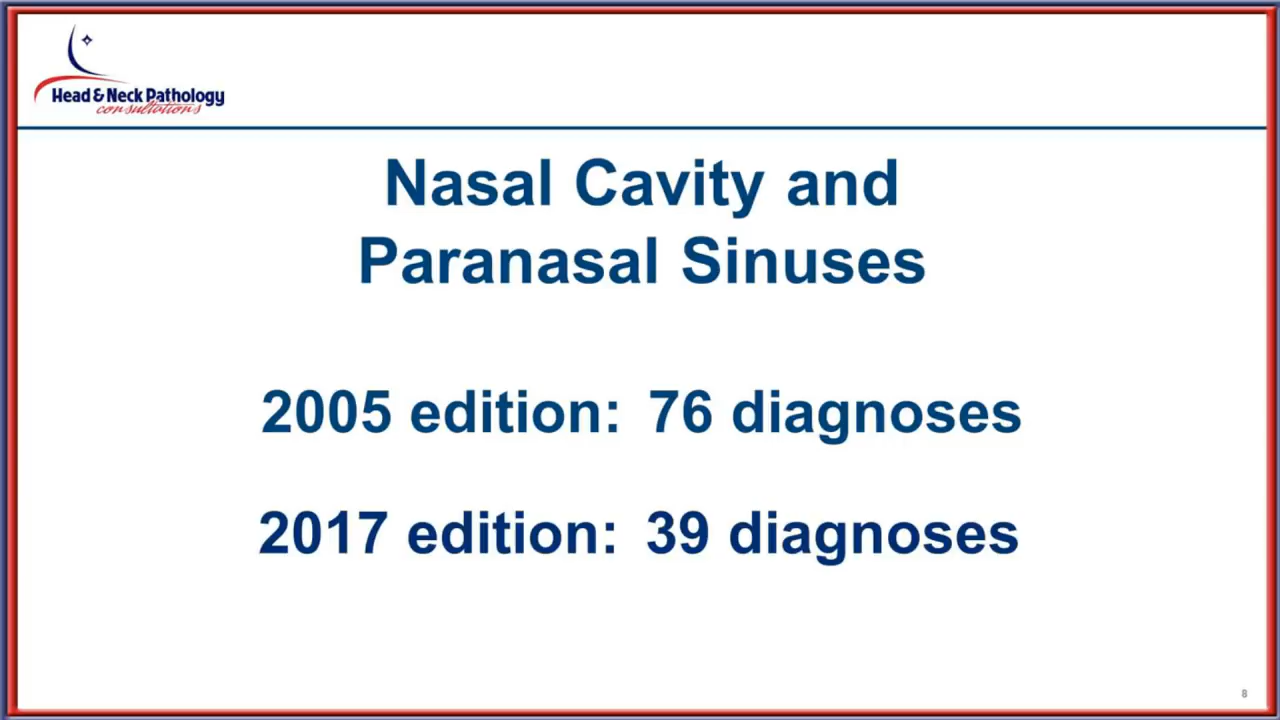 Head & Neck Pathology
consultations
Nasal Cavity and
Paranasal Sinuses
2005 edition: 76 diagnoses
2017 edition: 39 diagnoses
8